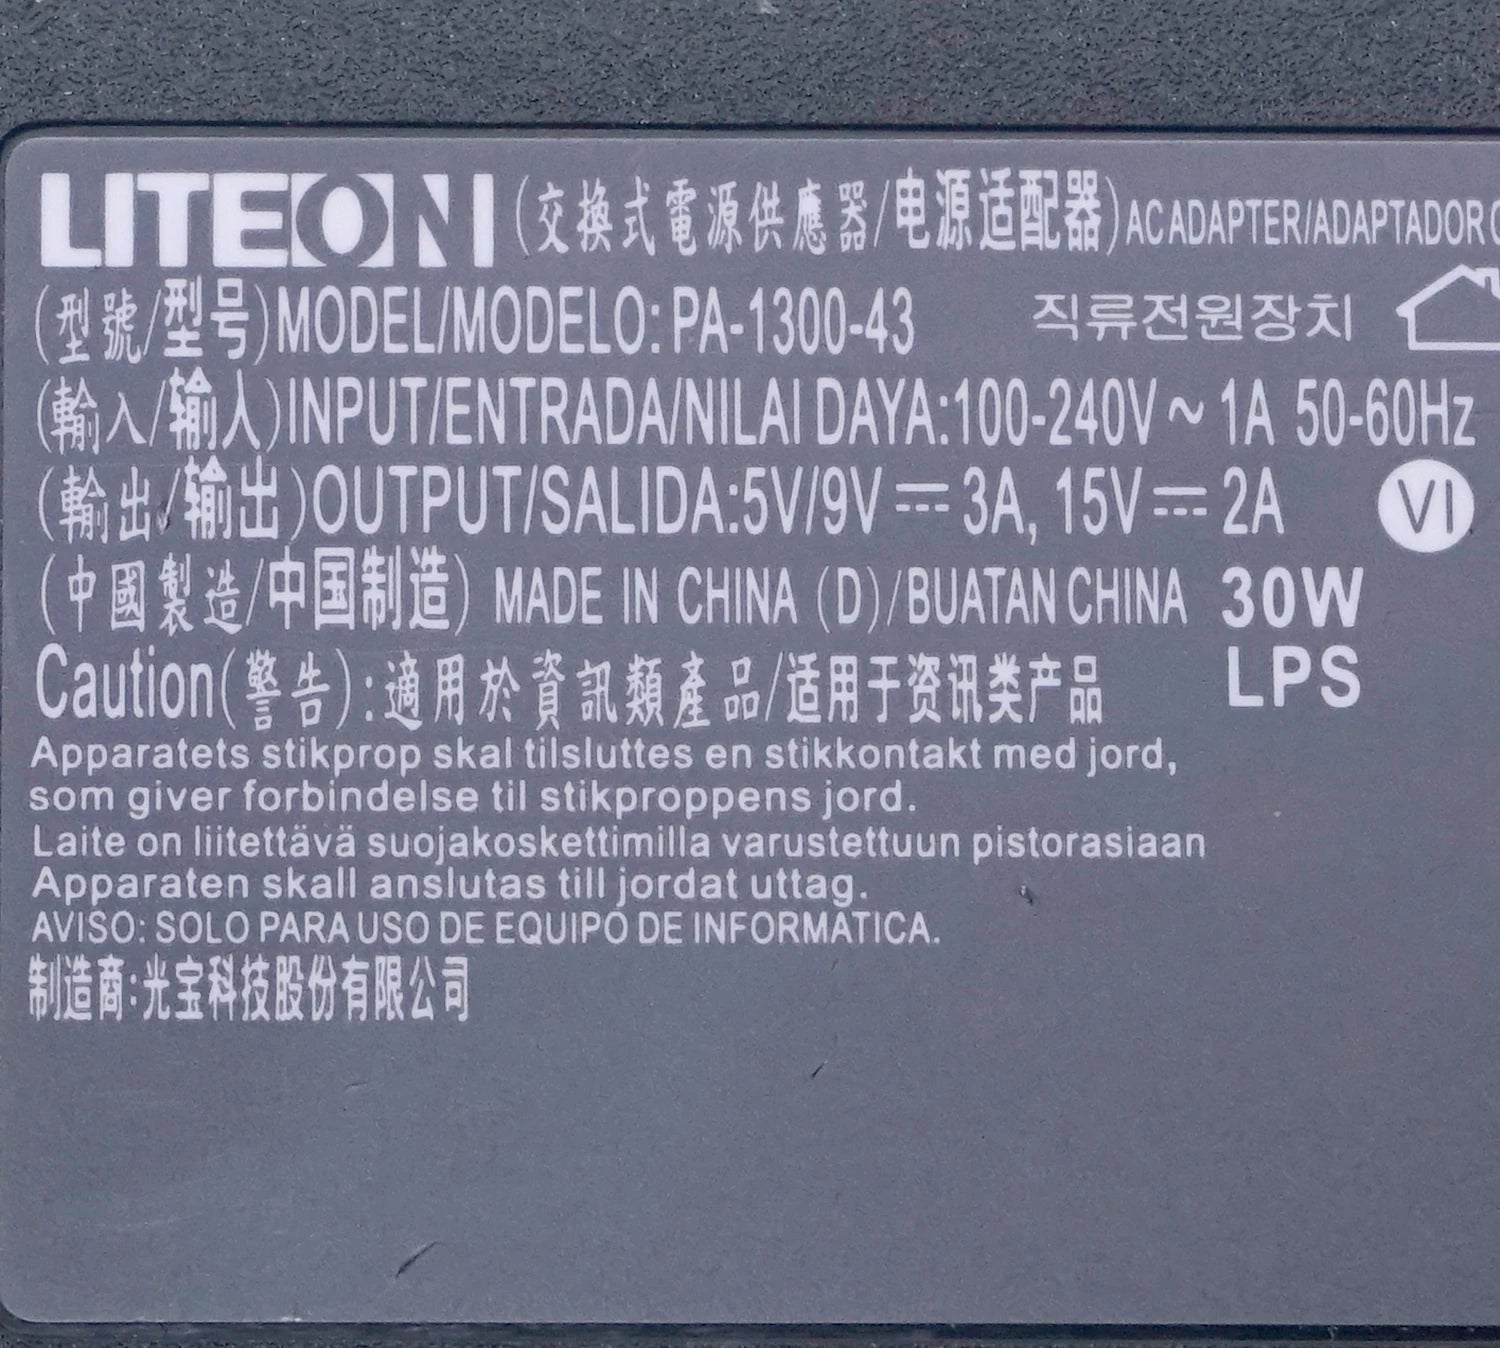 LITEON (交換式電源供應器/电源适配器) AC ADAPTER/ADAPTADOR
(型號/型号)MODEL/MODELO: PA-1300-43 직류전원장치
(輸入/输入)INPUT/ENTRADA/NILAI DAYA:100-240V ~ 1A 50-60Hz
(輸出/输出)OUTPUT/SALIDA:5V/9V ⎓ 3A, 15V ⎓ 2A VI
(中國製造/中国制造) MADE IN CHINA (D)/BUATAN CHINA 30W
Caution(警告):適用於資訊類產品/适用于资讯类产品 LPS
Apparatets stikprop skal tilsluttes en stikkontakt med jord,
som giver forbindelse til stikproppens jord.
Laite on liitettävä suojakoskettimilla varustettuun pistorasiaan
Apparaten skall anslutas till jordat uttag.
AVISO: SOLO PARA USO DE EQUIPO DE INFORMATICA.
制造商:光宝科技股份有限公司